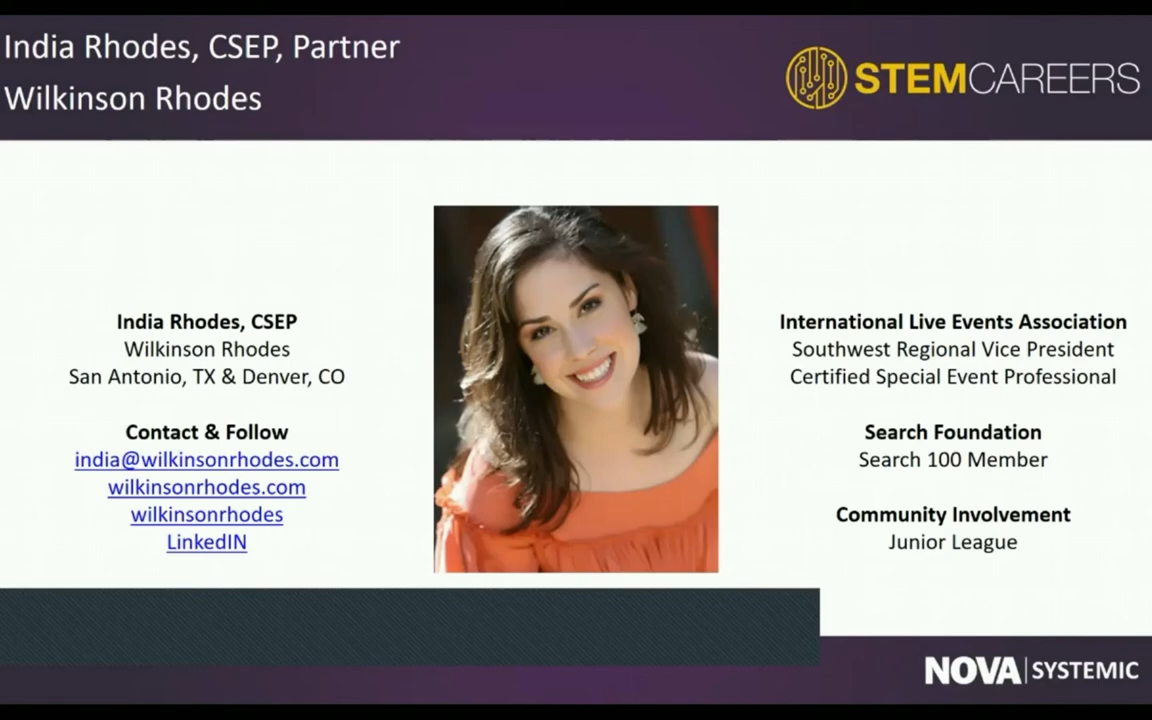 India Rhodes, CSEP, Partner
Wilkinson Rhodes
STEMCAREERS
India Rhodes, CSEP
Wilkinson Rhodes
San Antonio, TX & Denver, CO
Contact & Follow
india@wilkinsonrhodes.com
wilkinsonrhodes.com
wilkinsonrhodes
LinkedIN
International Live Events Association
Southwest Regional Vice President
Certified Special Event Professional
Search Foundation
Search 100 Member
Community Involvement
Junior League
NOVA|SYSTEMIC